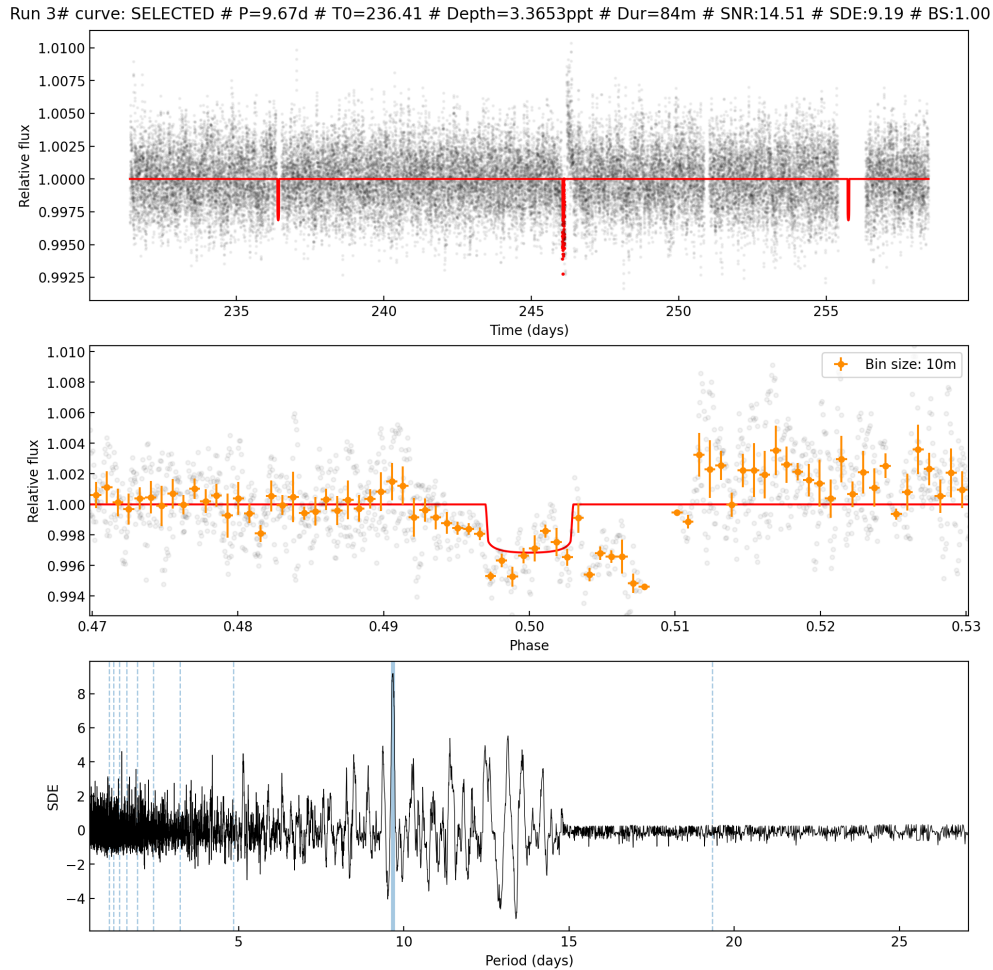 Run 3# curve: SELECTED # P=9.67d # T0=236.41 # Depth=3.3653ppt # Dur=84m # SNR:14.51 # SDE:9.19 # BS:1.00
1.0100
1.0075
1.0050
1.0025
1.0000
0.9975
0.9950
0.9925
Relative flux
235 240 245 250 255
Time (days)
1.010
1.008
1.006
1.004
1.002
1.000
0.998
0.996
0.994
Relative flux
Bin size: 10m
0.47 0.48 0.49 0.50 0.51 0.52 0.53
Phase
8
6
4
2
0
−2
−4
SDE
5 10 15 20 25
Period (days)